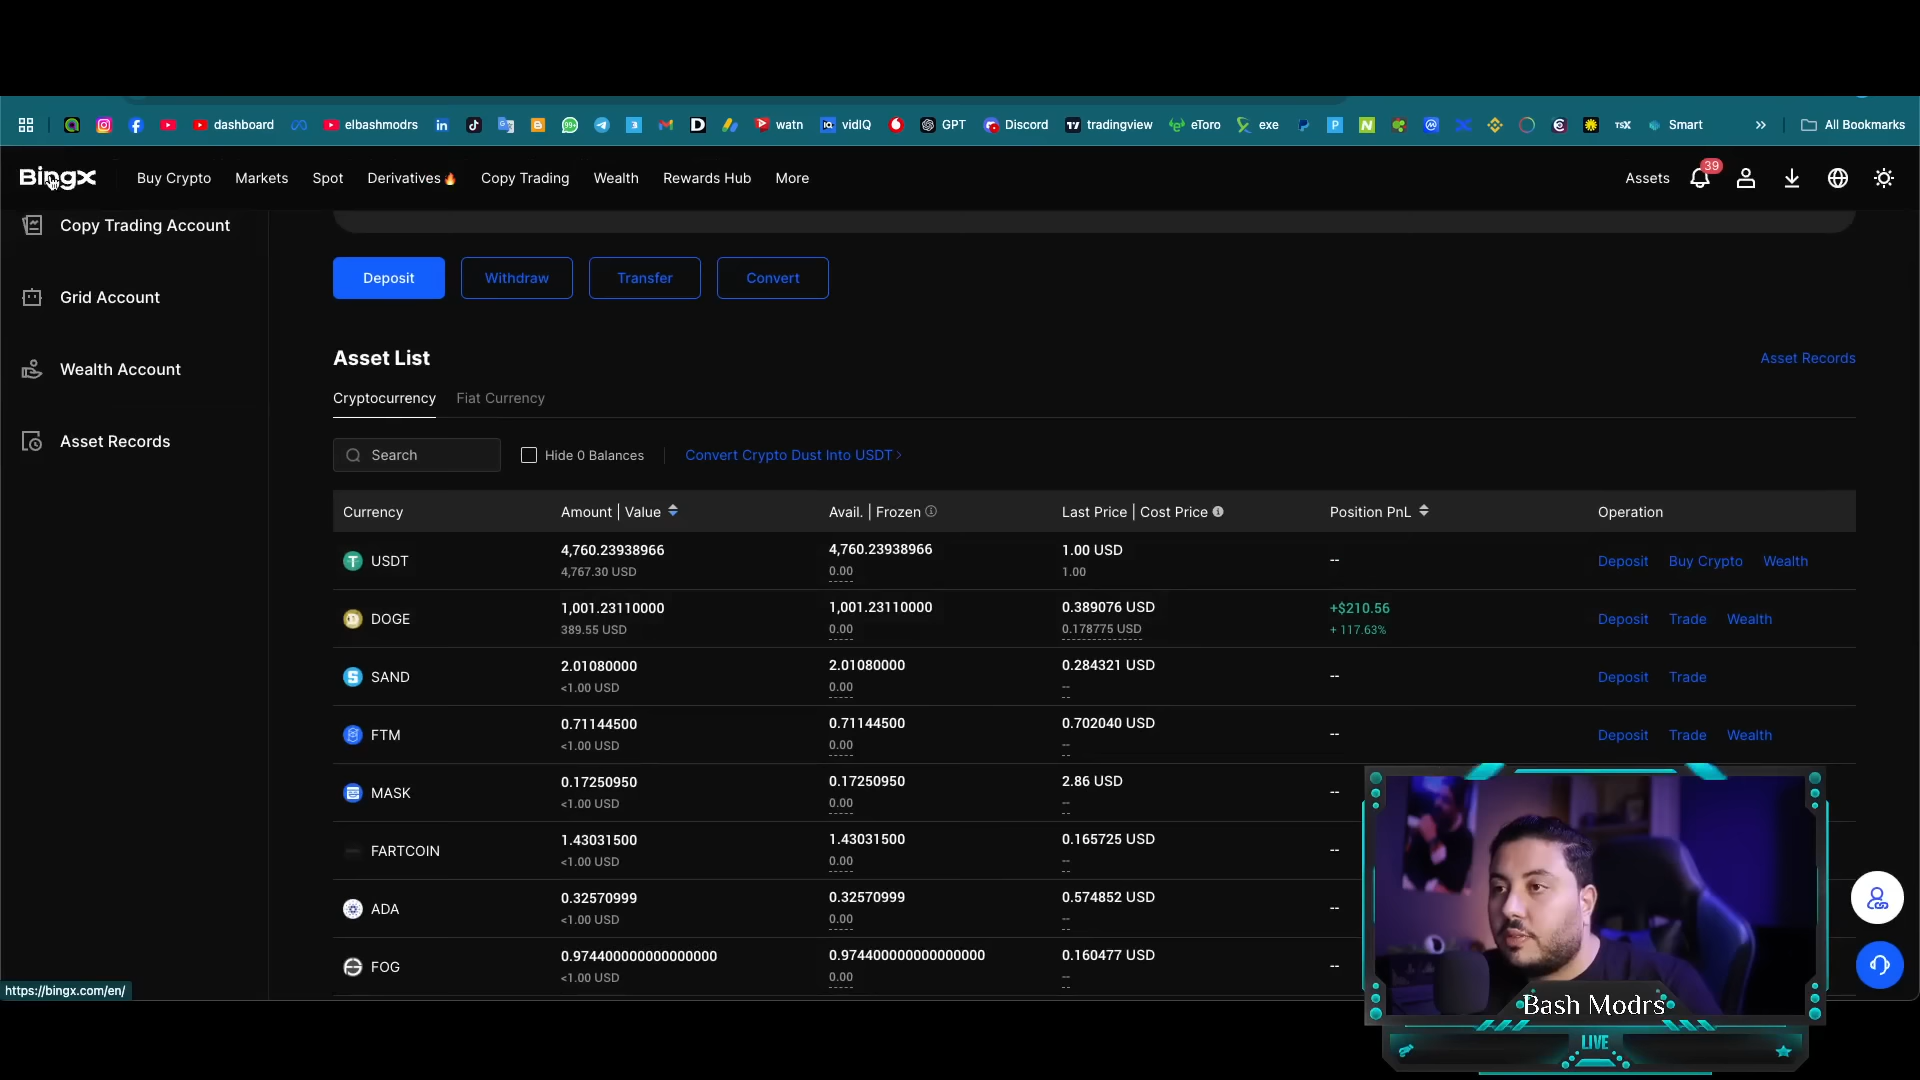 dashboard
elbashmodrs
watn
vidIQ
GPT
Discord
tradingview
eToro
exe
TSX
Smart
»
All Bookmarks
BingX
Buy Crypto
Markets
Spot
Derivatives
Copy Trading
Wealth
Rewards Hub
More
Assets
39
Copy Trading Account
Grid Account
Wealth Account
Asset Records
Deposit
Withdraw
Transfer
Convert
Asset List
Asset Records
Cryptocurrency
Fiat Currency
Search
Hide 0 Balances
Convert Crypto Dust Into USDT >
Currency Amount | Value Avail. | Frozen Last Price | Cost Price Position PnL Operation
USDT 4,760.23938966 4,760.23938966 1.00 USD -- Deposit Buy Crypto Wealth
4,767.30 USD 0.00 1.00
DOGE 1,001.23110000 1,001.23110000 0.389076 USD +$210.56 Deposit Trade Wealth
389.55 USD 0.00 0.178775 USD + 117.63%
SAND 2.01080000 2.01080000 0.284321 USD -- Deposit Trade
<1.00 USD 0.00 --
FTM 0.71144500 0.71144500 0.702040 USD -- Deposit Trade Wealth
<1.00 USD 0.00 --
MASK 0.17250950 0.17250950 2.86 USD --
<1.00 USD 0.00 --
FARTCOIN 1.43031500 1.43031500 0.165725 USD --
<1.00 USD 0.00 --
ADA 0.32570999 0.32570999 0.574852 USD --
<1.00 USD 0.00 --
FOG 0.974400000000000000 0.974400000000000000 0.160477 USD --
<1.00 USD 0.00 --
https://bingx.com/en/
Bash Modrs
LIVE